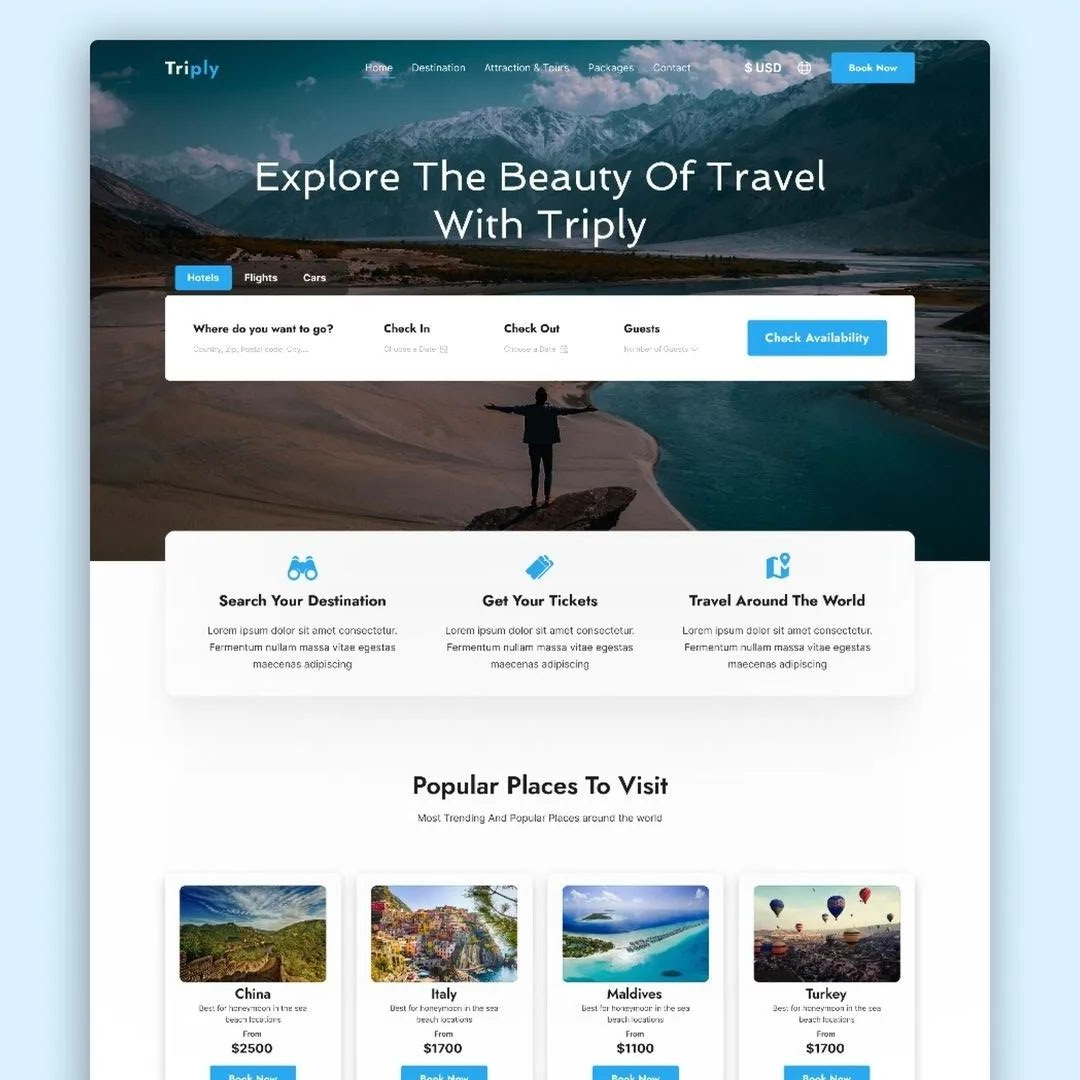 Triply
Home Destination Attraction & Tours Packages Contact $ USD Book Now
Explore The Beauty Of Travel
With Triply
Hotels Flights Cars
Where do you want to go? Check In Check Out Guests
Country, Zip, Postal code, City.... Choose a Date Choose a Date Number of Guests
Check Availability
Search Your Destination
Lorem ipsum dolor sit amet consectetur.
Fermentum nullam massa vitae egestas
maecenas adipiscing
Get Your Tickets
Lorem ipsum dolor sit amet consectetur.
Fermentum nullam massa vitae egestas
maecenas adipiscing
Travel Around The World
Lorem ipsum dolor sit amet consectetur.
Fermentum nullam massa vitae egestas
maecenas adipiscing
Popular Places To Visit
Most Trending And Popular Places around the world
China
Best for honeymoon in the sea
beach locations
From
$2500
Book Now
Italy
Best for honeymoon in the sea
beach locations
From
$1700
Book Now
Maldives
Best for honeymoon in the sea
beach locations
From
$1100
Book Now
Turkey
Best for honeymoon in the sea
beach locations
From
$1700
Book Now